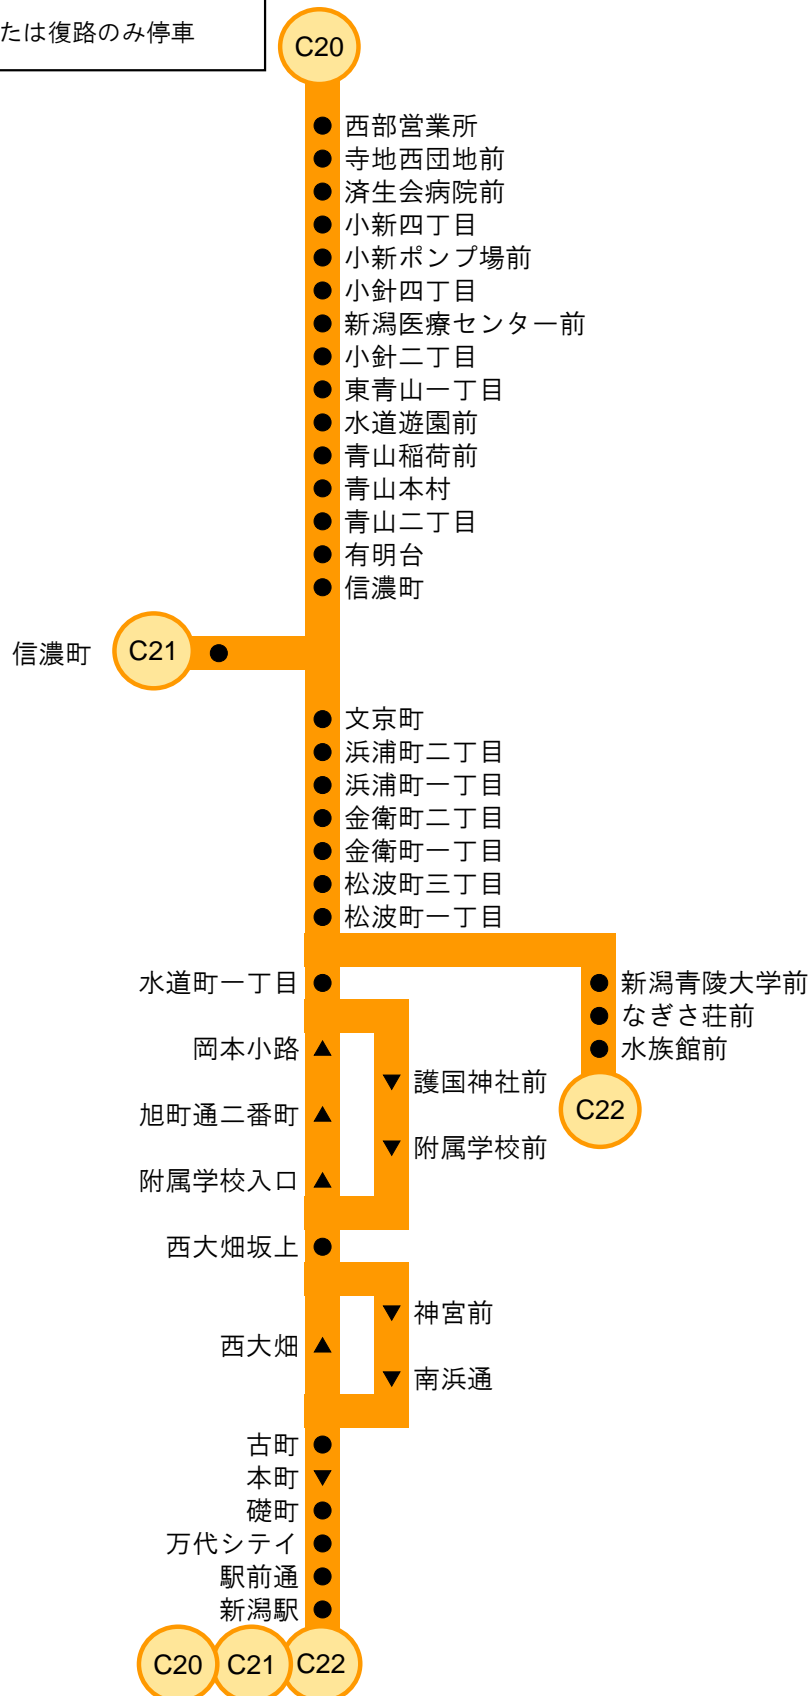 たは復路のみ停車
C20
西部営業所
寺地西団地前
済生会病院前
小新四丁目
小新ポンプ場前
小針四丁目
新潟医療センター前
小針二丁目
東青山一丁目
水道遊園前
青山稲荷前
青山本村
青山二丁目
有明台
信濃町
信濃町
C21
文京町
浜浦町二丁目
浜浦町一丁目
金衛町二丁目
金衛町一丁目
松波町三丁目
松波町一丁目
水道町一丁目
新潟青陵大学前
なぎさ荘前
岡本小路
水族館前
護国神社前
C22
旭町通二番町
附属学校前
附属学校入口
西大畑坂上
神宮前
西大畑
南浜通
古町
本町
礎町
万代シテイ
駅前通
新潟駅
C20 C21 C22